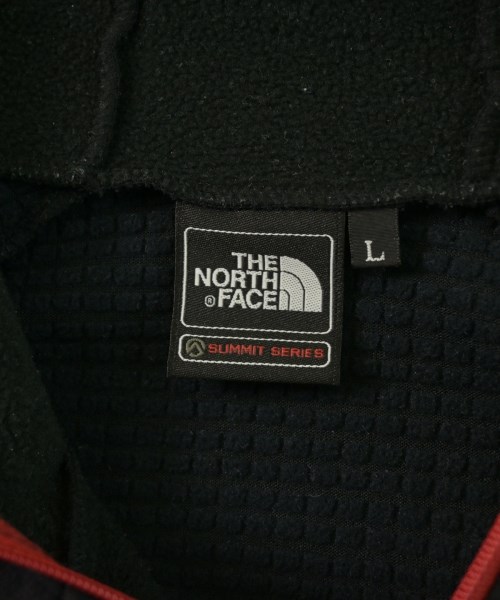 THE
NORTH
® FACE
L
SUMMIT SERIES